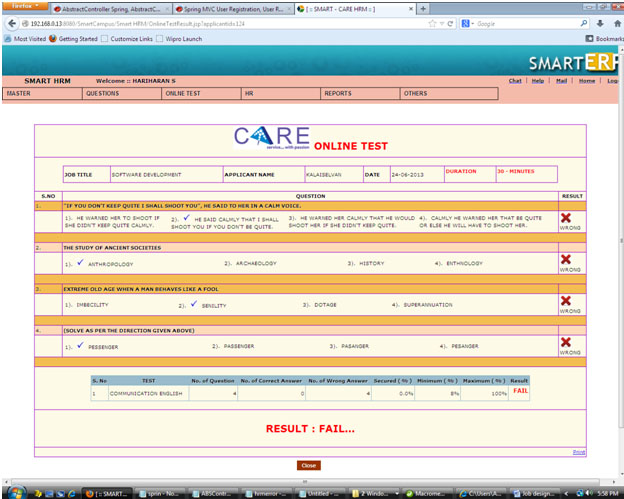 Firefox
AbstractController Spring, AbstractC... Spring MVC User Registration, User R... [ :: SMART - CARE HRM :: ]
192.168.0.13:8080/SmartCampus/Smart HRM/OnlineTestResult.jsp?applicantid=124 Google
Most Visited Getting Started Customize Links Wipro Launch Bookmarks
SMARTERP
SMART HRM Welcome :: HARIHARAN S Chat | Help | Mail | Home | Log
MASTER QUESTIONS ONLINE TEST HR REPORTS OTHERS
CARE ONLINE TEST
service... with passion
JOB TITLE SOFTWARE DEVELOPMENT APPLICANT NAME KALAISELVAN DATE 24-06-2013 DURATION 30 - MINUTES
S.NO QUESTION RESULT
1. "IF YOU DON'T KEEP QUITE I SHALL SHOOT YOU", HE SAID TO HER IN A CALM VOICE.
1). HE WARNED HER TO SHOOT IF SHE DIDN'T KEEP QUITE CALMLY. 2). HE SAID CALMLY THAT I SHALL SHOOT YOU IF YOU DON'T BE QUITE. 3). HE WARNED HER CALMLY THAT HE WOULD SHOOT HER IF SHE DIDN'T KEEP QUITE. 4). CALMLY HE WARNED HER THAT BE QUITE OR ELSE HE WILL HAVE TO SHOOT HER. WRONG
2. THE STUDY OF ANCIENT SOCIETIES
1). ANTHROPOLOGY 2). ARCHAEOLOGY 3). HISTORY 4). ENTHNOLOGY WRONG
3. EXTREME OLD AGE WHEN A MAN BEHAVES LIKE A FOOL
1). IMBECILITY 2). SENILITY 3). DOTAGE 4). SUPERANNUATION WRONG
4. (SOLVE AS PER THE DIRECTION GIVEN ABOVE)
1). PESSENGER 2). PASSENGER 3). PASANGER 4). PESANGER WRONG
S. No TEST No. of Question No. of Correct Answer No. of Wrong Answer Secured ( % ) Minimum ( % ) Maximum ( % ) Result
1 COMMUNICATION ENGLISH 4 0 4 0.0% 8% 100% FAIL
RESULT : FAIL...
Print
Close
[ :: SMART... sprin - No... ABSContr... hrmerror -... Untitled - ... 2 Windo... Macrome... C:\Users\A... Job design... 5:58 PM